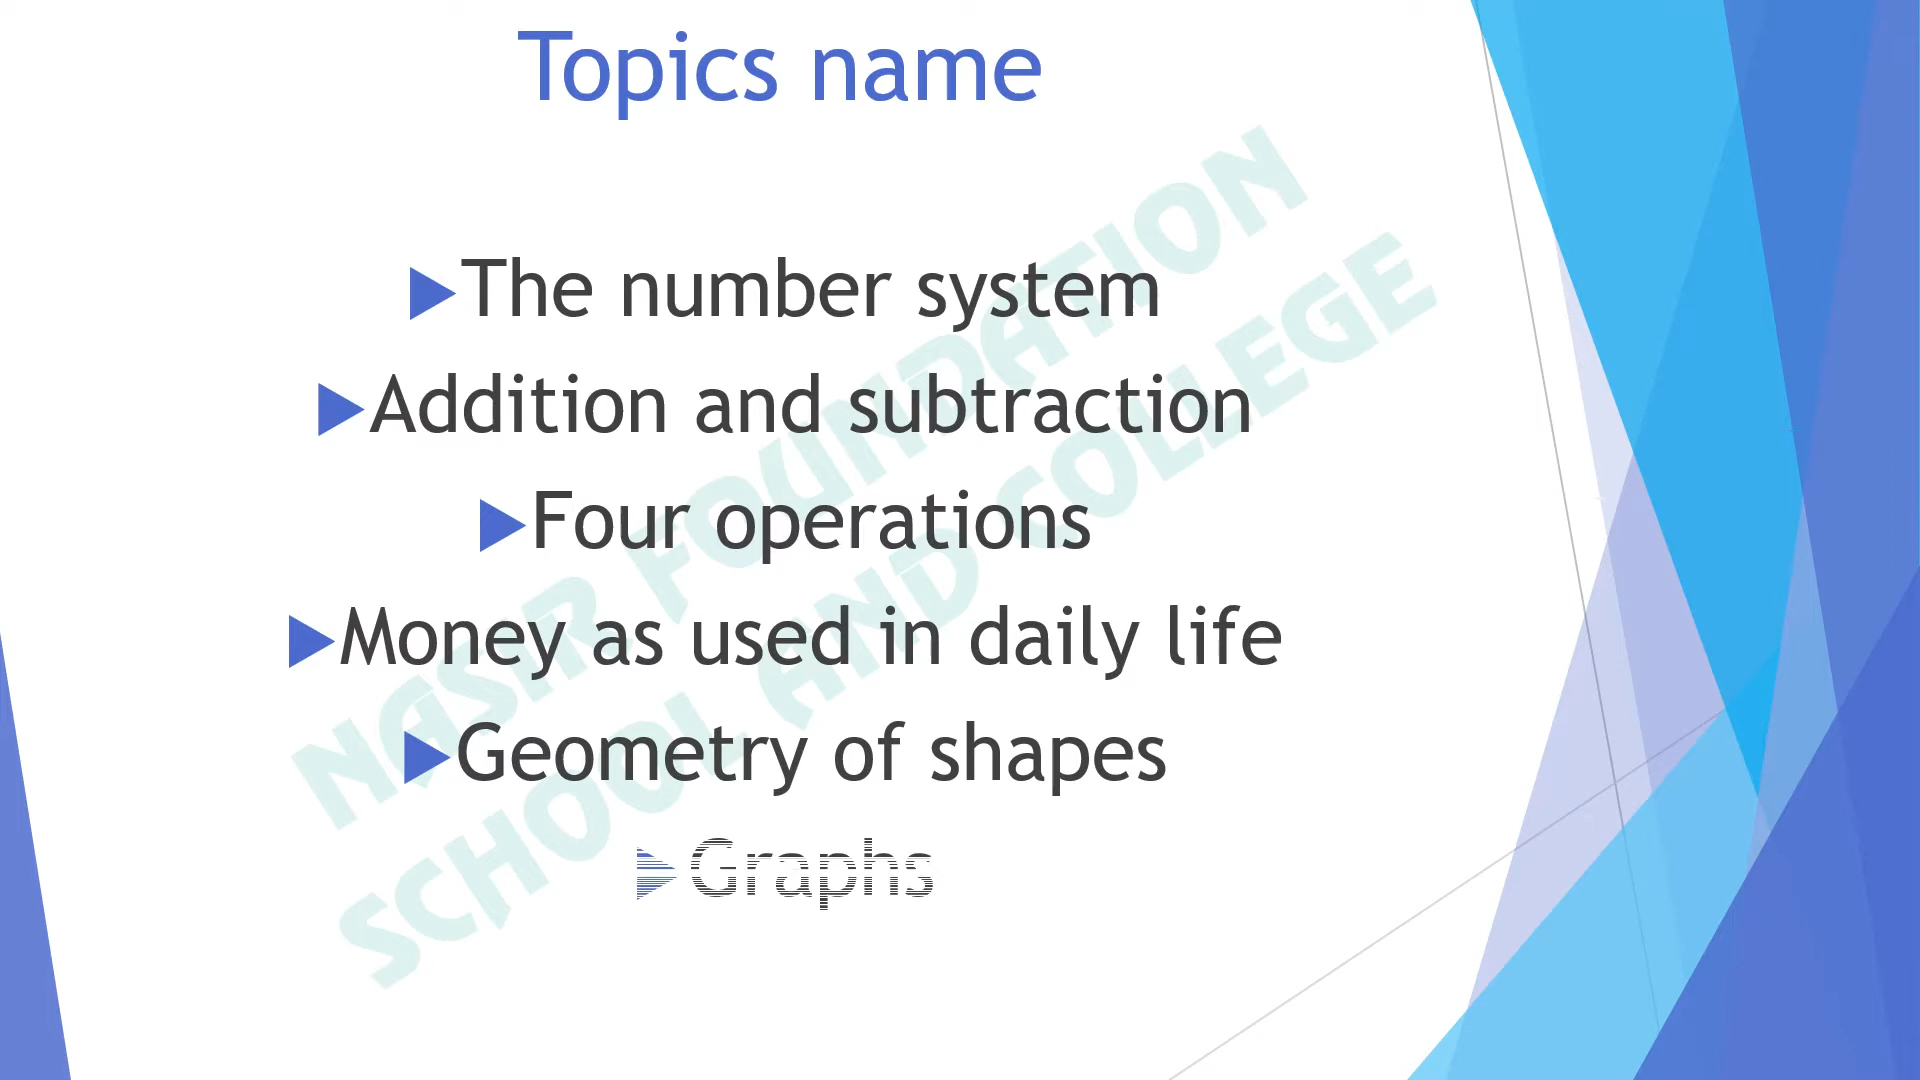 Topics name
The number system
Addition and subtraction
Four operations
Money as used in daily life
Geometry of shapes
Graphs
NASR FOUNDATION
SCHOOL AND COLLEGE